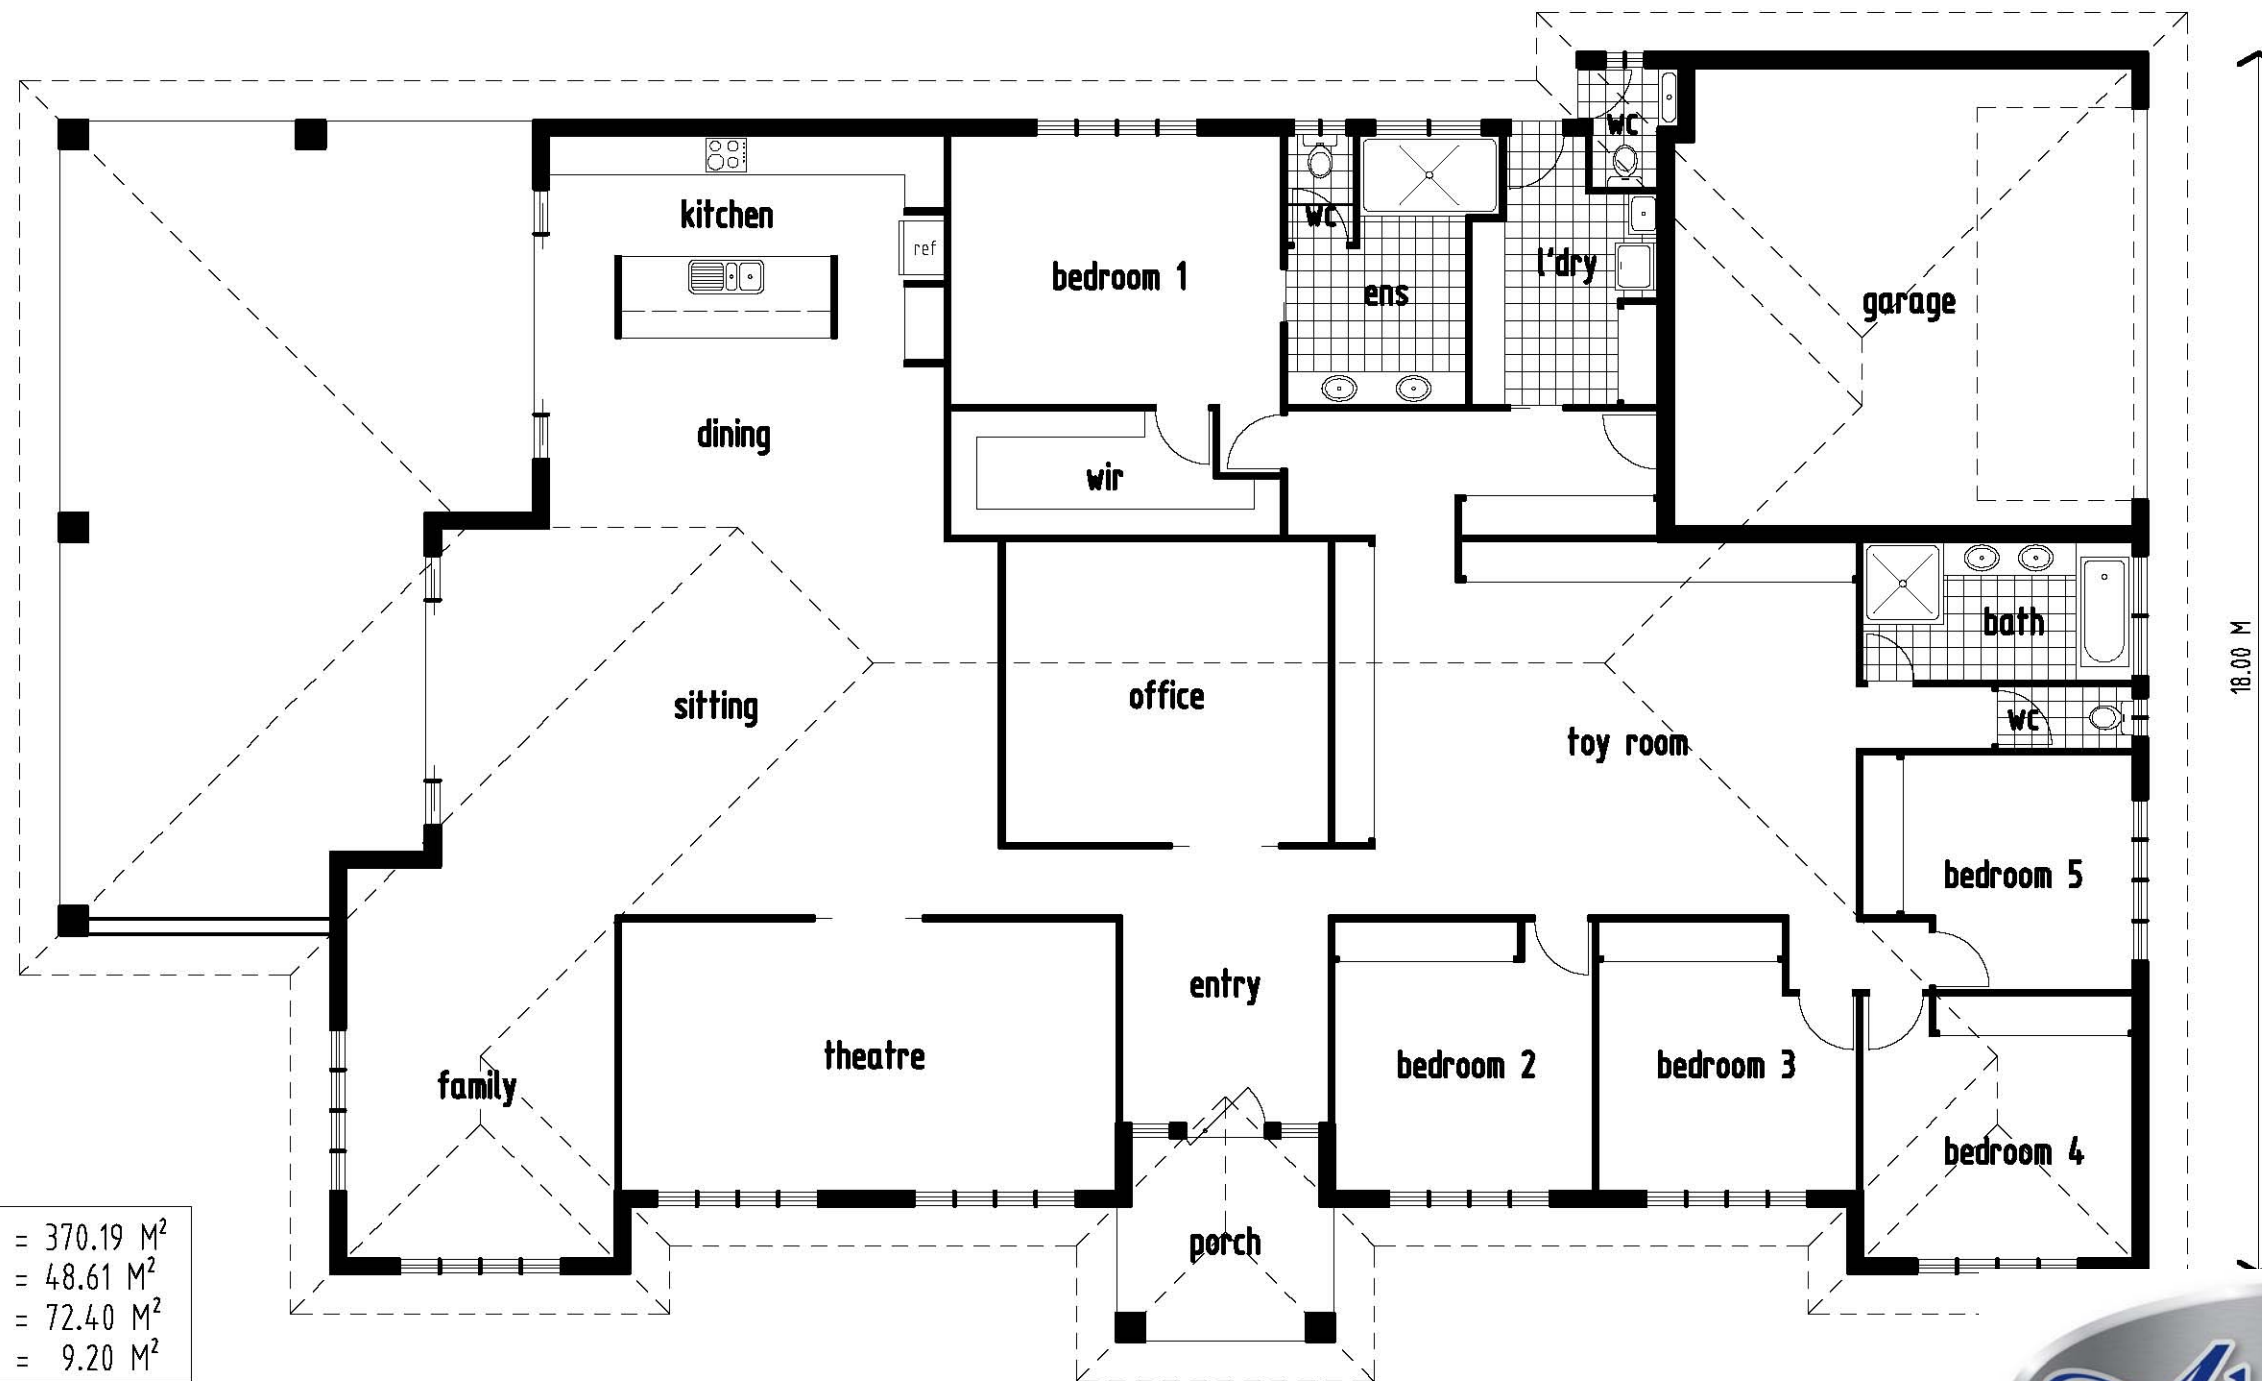 wc
kitchen
ref
wc
bedroom 1
ens
l'dry
garage
dining
wir
bath
sitting
office
toy room
wc
18.00 M
bedroom 5
entry
theatre
family
bedroom 2
bedroom 3
bedroom 4
porch
= 370.19 M²
= 48.61 M²
= 72.40 M²
= 9.20 M²